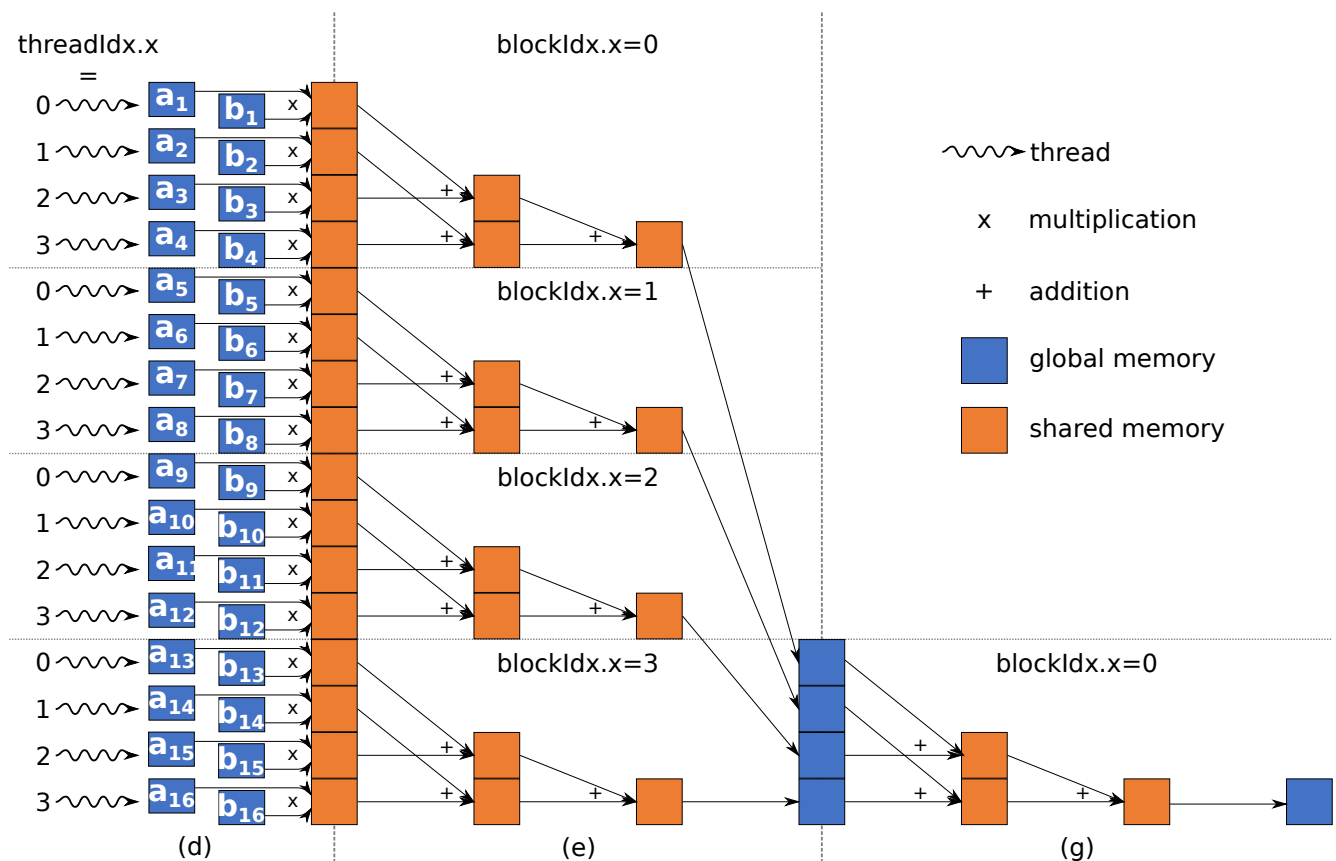 threadIdx.x
=
blockIdx.x=0
0 a1 b1 x
1 a2 b2 x
2 a3 b3 x +
3 a4 b4 x + +
blockIdx.x=1
0 a5 b5 x
1 a6 b6 x
2 a7 b7 x +
3 a8 b8 x + +
blockIdx.x=2
0 a9 b9 x
1 a10 b10 x
2 a11 b11 x +
3 a12 b12 x + +
blockIdx.x=3
0 a13 b13 x
1 a14 b14 x
2 a15 b15 x +
3 a16 b16 x + +
blockIdx.x=0
+
+ +
thread
x multiplication
+ addition
global memory
shared memory
(d) (e) (g)